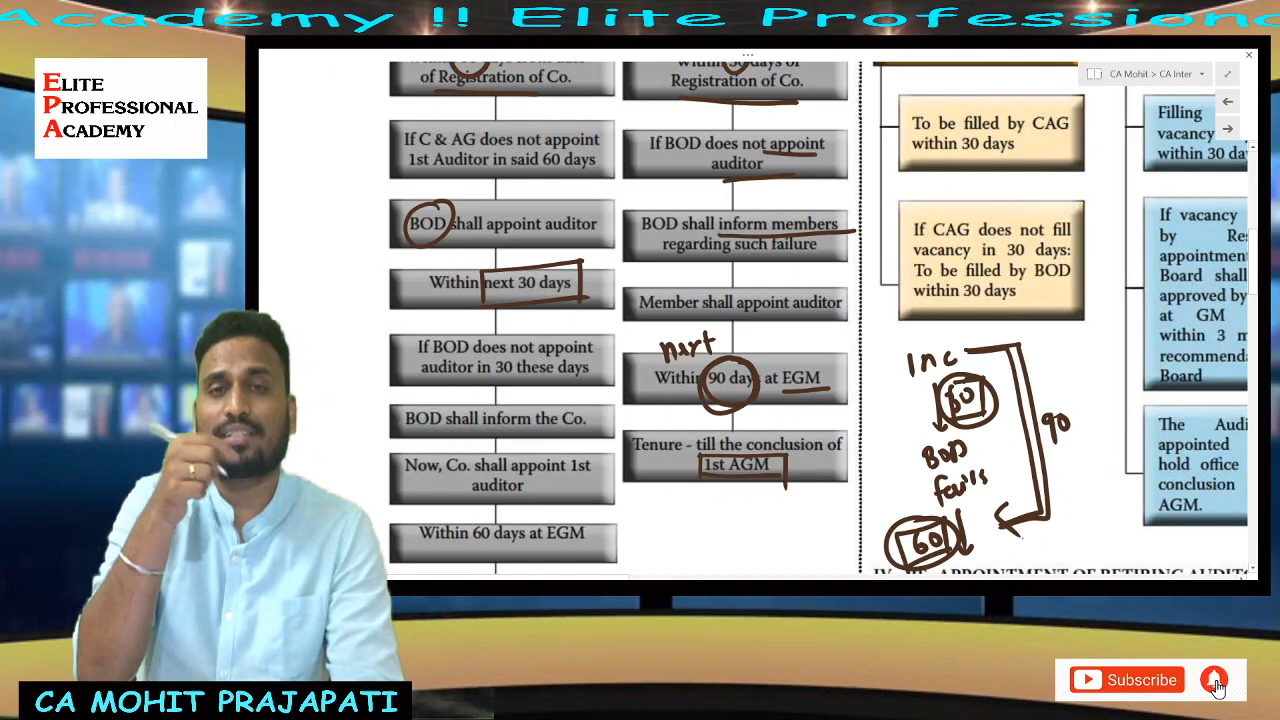 Academy !! Elite Profession
ELITE
PROFESSIONAL
ACADEMY
of Registration of Co.
If C & AG does not appoint
1st Auditor in said 60 days
BOD shall appoint auditor
Within next 30 days
If BOD does not appoint
auditor in 30 these days
BOD shall inform the Co.
Now, Co. shall appoint 1st
auditor
Within 60 days at EGM
Within 30 days of
Registration of Co.
If BOD does not appoint
auditor
BOD shall inform members
regarding such failure
Member shall appoint auditor
next
Within 90 days at EGM
Tenure - till the conclusion of
1st AGM
CA Mohit > CA Inter
To be filled by CAG
within 30 days
If CAG does not fill
vacancy in 30 days:
To be filled by BOD
within 30 days
Inc
BOD
fails
60
90
Filling
vacancy
within 30 da
If vacancy
by Res
appointmen
Board shall
approved by
at GM
within 3 m
recommend
Board
The Audi
appointed
hold office
conclusion
AGM.
CA MOHIT PRAJAPATI
Subscribe